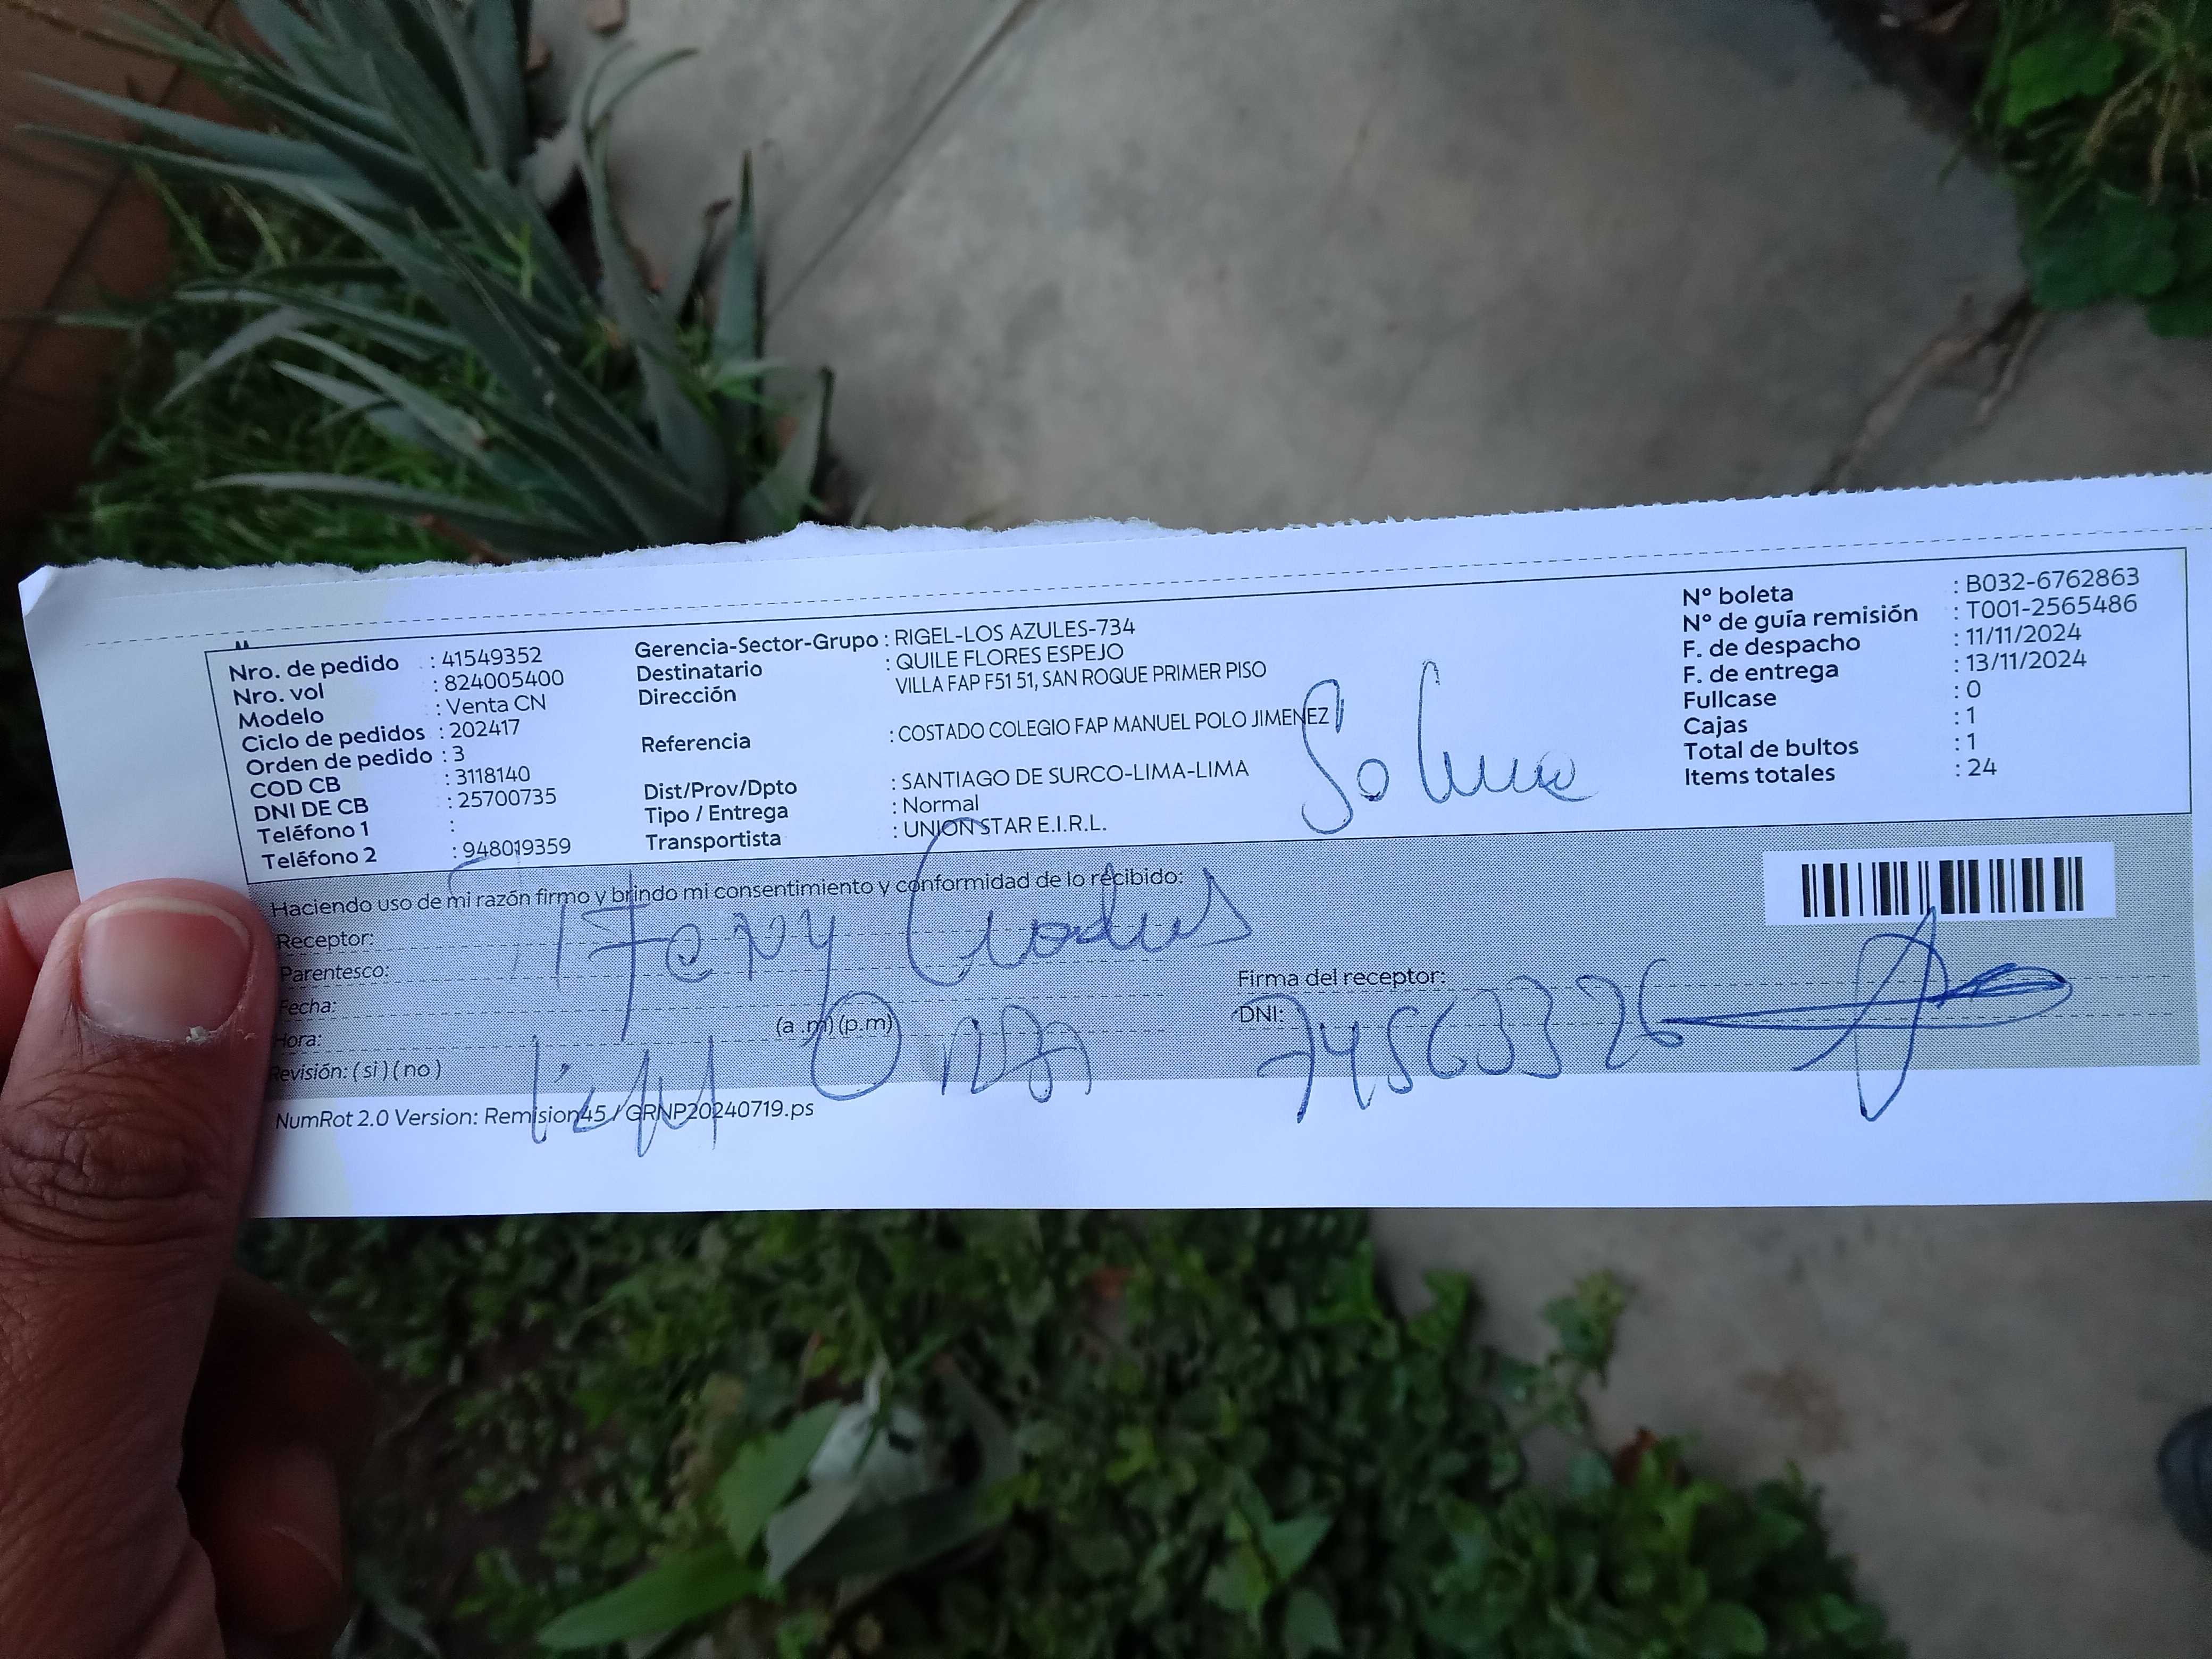 Nro. de pedido : 41549352
Nro. vol : 824005400
Modelo : Venta CN
Ciclo de pedidos : 202417
Orden de pedido : 3
COD CB : 3118140
DNI DE CB : 25700735
Teléfono 1 :
Teléfono 2 : 948019359
Gerencia-Sector-Grupo : RIGEL-LOS AZULES-734
Destinatario : QUILE FLORES ESPEJO
Dirección VILLA FAP F51 51, SAN ROQUE PRIMER PISO
Referencia : COSTADO COLEGIO FAP MANUEL POLO JIMENEZ
Dist/Prov/Dpto : SANTIAGO DE SURCO-LIMA-LIMA
Tipo / Entrega : Normal
Transportista : UNION STAR E.I.R.L.
N° boleta : B032-6762863
N° de guía remisión : T001-2565486
F. de despacho : 11/11/2024
F. de entrega : 13/11/2024
Fullcase : 0
Cajas : 1
Total de bultos : 1
Items totales : 24
Haciendo uso de mi razón firmo y brindo mi consentimiento y conformidad de lo recibido:
Receptor:
Parentesco:
Fecha:
Hora: (a.m) (p.m)
Revisión: ( si ) ( no )
Firma del receptor:
DNI: 74563326
NumRot 2.0 Version: Remision45 / GRNP20240719.ps